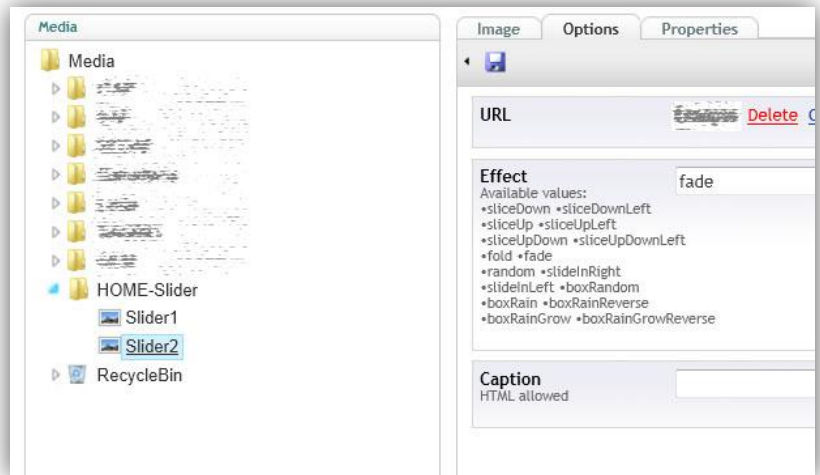 Media
Media
HOME-Slider
Slider1
Slider2
RecycleBin
Image Options Properties
URL Delete
Effect fade
Available values:
•sliceDown •sliceDownLeft
•sliceUp •sliceUpLeft
•sliceUpDown •sliceUpDownLeft
•fold •fade
•random •slideInRight
•slideInLeft •boxRandom
•boxRain •boxRainReverse
•boxRainGrow •boxRainGrowReverse
Caption
HTML allowed